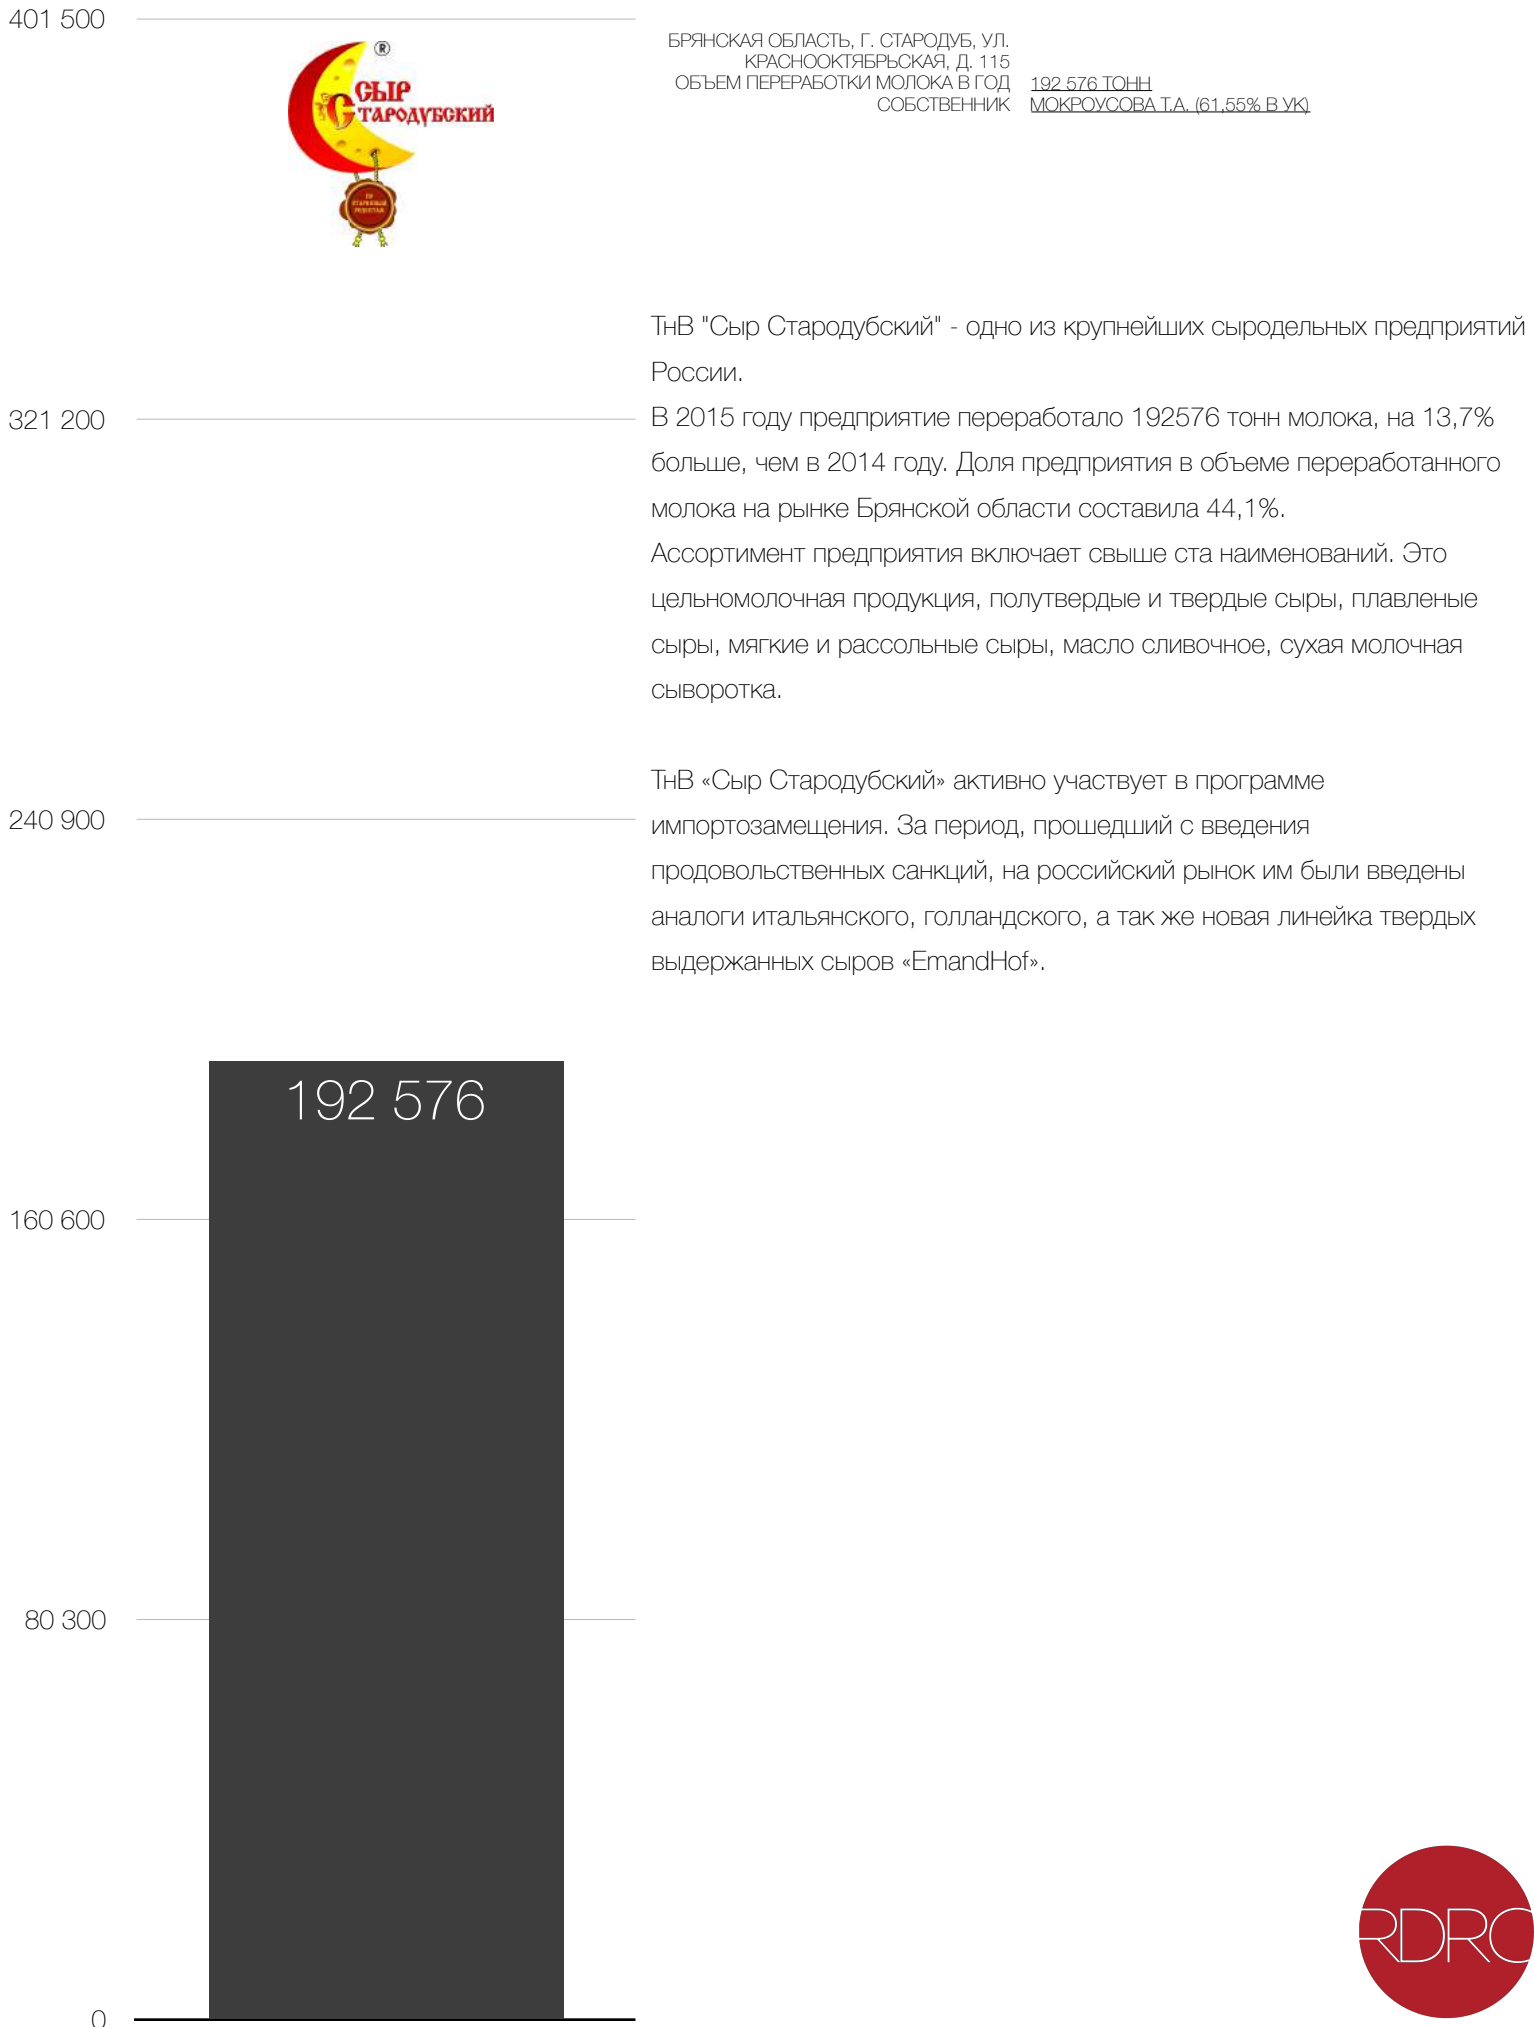 401 500
®
СЫР
СТАРОДУБСКИЙ
БРЯНСКАЯ ОБЛАСТЬ, Г. СТАРОДУБ, УЛ.
КРАСНООКТЯБРЬСКАЯ, Д. 115
ОБЪЕМ ПЕРЕРАБОТКИ МОЛОКА В ГОД 192 576 ТОНН
СОБСТВЕННИК МОКРОУСОВА Т.А. (61,55% В УК)
ТнВ "Сыр Стародубский" - одно из крупнейших сыродельных предприятий
России.
321 200
В 2015 году предприятие переработало 192576 тонн молока, на 13,7%
больше, чем в 2014 году. Доля предприятия в объеме переработанного
молока на рынке Брянской области составила 44,1%.
Ассортимент предприятия включает свыше ста наименований. Это
цельномолочная продукция, полутвердые и твердые сыры, плавленые
сыры, мягкие и рассольные сыры, масло сливочное, сухая молочная
сыворотка.
ТнВ «Сыр Стародубский» активно участвует в программе
240 900
импортозамещения. За период, прошедший с введения
продовольственных санкций, на российский рынок им были введены
аналоги итальянского, голландского, а так же новая линейка твердых
выдержанных сыров «EmandHof».
192 576
160 600
80 300
0
RDRC